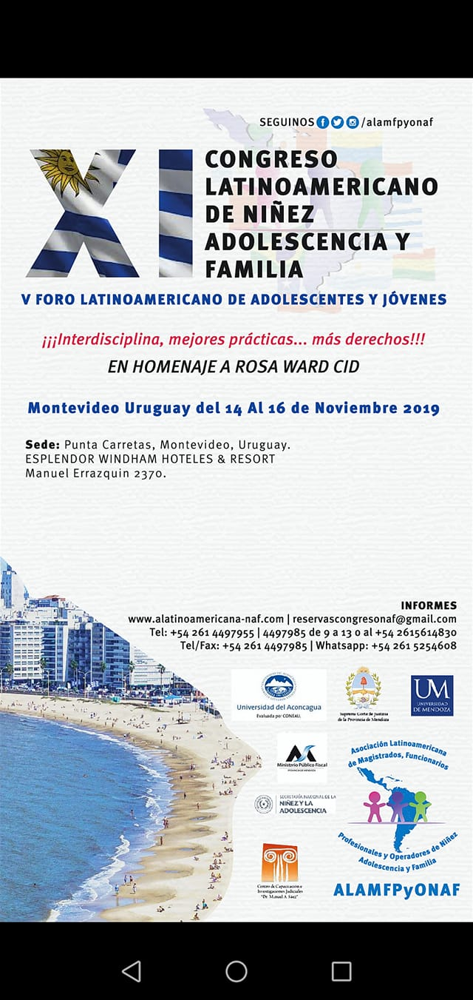 SEGUINOS /alamfpyonaf
XI
CONGRESO
LATINOAMERICANO
DE NIÑEZ
ADOLESCENCIA Y
FAMILIA
V FORO LATINOAMERICANO DE ADOLESCENTES Y JÓVENES
¡¡¡Interdisciplina, mejores prácticas... más derechos!!!
EN HOMENAJE A ROSA WARD CID
Montevideo Uruguay del 14 Al 16 de Noviembre 2019
Sede: Punta Carretas, Montevideo, Uruguay.
ESPLENDOR WINDHAM HOTELES & RESORT
Manuel Errazquin 2370.
INFORMES
www.alatinoamericana-naf.com | reservascongresonaf@gmail.com
Tel: +54 261 4497955 | 4497985 de 9 a 13 o al +54 2615614830
Tel/Fax: +54 261 4497985 | Whatsapp: +54 261 5254608
Universidad del Aconcagua
Evaluada por CONEAU.
Suprema Corte de Justicia
de la Provincia de Mendoza
UM
UNIVERSIDAD
DE MENDOZA
Ministerio Público Fiscal
PROVINCIA DE MENDOZA
SECRETARÍA NACIONAL DE LA
NIÑEZ Y LA
ADOLESCENCIA
Centro de Capacitación e
Investigaciones Judiciales
"Dr. Manuel A. Sáez"
Asociación Latinoamericana
de Magistrados, Funcionarios
Profesionales y Operadores de Niñez
Adolescencia y Familia
ALAMFPyONAF